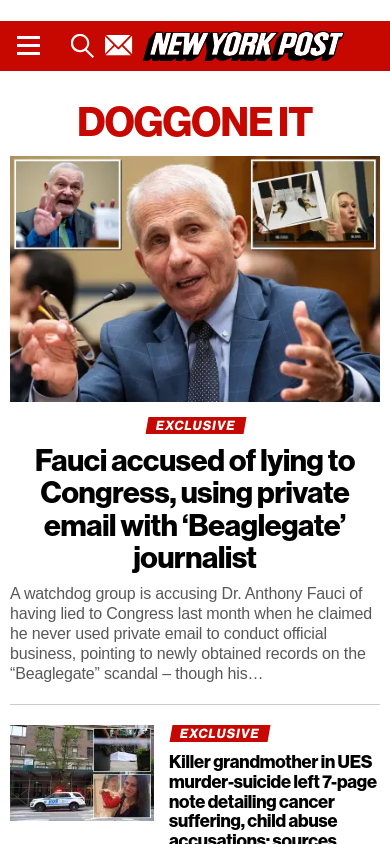 NEW YORK POST
DOGGONE IT
EXCLUSIVE
Fauci accused of lying to
Congress, using private
email with ‘Beaglegate’
journalist
A watchdog group is accusing Dr. Anthony Fauci of
having lied to Congress last month when he claimed
he never used private email to conduct official
business, pointing to newly obtained records on the
“Beaglegate” scandal – though his…
EXCLUSIVE
Killer grandmother in UES
murder-suicide left 7-page
note detailing cancer
suffering, child abuse
accusations: sources